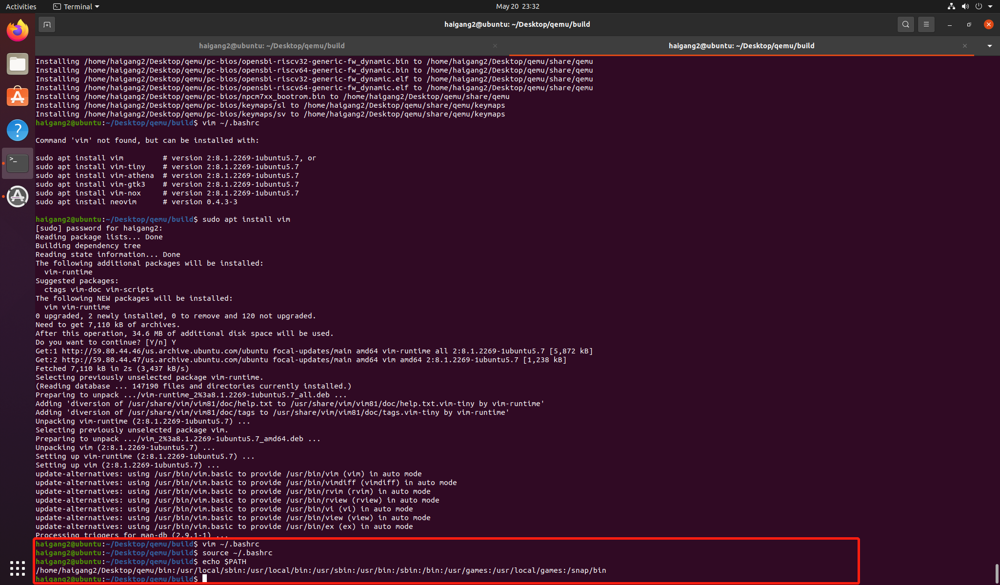 Activities
Terminal
May 20 23:32
haigang2@ubuntu: ~/Desktop/qemu/build
haigang2@ubuntu: ~/Desktop/qemu/build
haigang2@ubuntu: ~/Desktop/qemu/build
Installing /home/haigang2/Desktop/qemu/pc-bios/opensbi-riscv32-generic-fw_dynamic.bin to /home/haigang2/Desktop/qemu/share/qemu
Installing /home/haigang2/Desktop/qemu/pc-bios/opensbi-riscv64-generic-fw_dynamic.bin to /home/haigang2/Desktop/qemu/share/qemu
Installing /home/haigang2/Desktop/qemu/pc-bios/opensbi-riscv32-generic-fw_dynamic.elf to /home/haigang2/Desktop/qemu/share/qemu
Installing /home/haigang2/Desktop/qemu/pc-bios/opensbi-riscv64-generic-fw_dynamic.elf to /home/haigang2/Desktop/qemu/share/qemu
Installing /home/haigang2/Desktop/qemu/pc-bios/npcm7xx_bootrom.bin to /home/haigang2/Desktop/qemu/share/qemu
Installing /home/haigang2/Desktop/qemu/pc-bios/keymaps/sl to /home/haigang2/Desktop/qemu/share/qemu/keymaps
Installing /home/haigang2/Desktop/qemu/pc-bios/keymaps/sv to /home/haigang2/Desktop/qemu/share/qemu/keymaps
haigang2@ubuntu:~/Desktop/qemu/build$ vim ~/.bashrc
Command 'vim' not found, but can be installed with:
sudo apt install vim         # version 2:8.1.2269-1ubuntu5.7, or
sudo apt install vim-tiny    # version 2:8.1.2269-1ubuntu5.7
sudo apt install vim-athena  # version 2:8.1.2269-1ubuntu5.7
sudo apt install vim-gtk3    # version 2:8.1.2269-1ubuntu5.7
sudo apt install vim-nox     # version 2:8.1.2269-1ubuntu5.7
sudo apt install neovim      # version 0.4.3-3
haigang2@ubuntu:~/Desktop/qemu/build$ sudo apt install vim
[sudo] password for haigang2:
Reading package lists... Done
Building dependency tree
Reading state information... Done
The following additional packages will be installed:
  vim-runtime
Suggested packages:
  ctags vim-doc vim-scripts
The following NEW packages will be installed:
  vim vim-runtime
0 upgraded, 2 newly installed, 0 to remove and 120 not upgraded.
Need to get 7,110 kB of archives.
After this operation, 34.6 MB of additional disk space will be used.
Do you want to continue? [Y/n] Y
Get:1 http://59.80.44.46/us.archive.ubuntu.com/ubuntu focal-updates/main amd64 vim-runtime all 2:8.1.2269-1ubuntu5.7 [5,872 kB]
Get:2 http://59.80.44.47/us.archive.ubuntu.com/ubuntu focal-updates/main amd64 vim amd64 2:8.1.2269-1ubuntu5.7 [1,238 kB]
Fetched 7,110 kB in 2s (3,437 kB/s)
Selecting previously unselected package vim-runtime.
(Reading database ... 147190 files and directories currently installed.)
Preparing to unpack .../vim-runtime_2%3a8.1.2269-1ubuntu5.7_all.deb ...
Adding 'diversion of /usr/share/vim/vim81/doc/help.txt to /usr/share/vim/vim81/doc/help.txt.vim-tiny by vim-runtime'
Adding 'diversion of /usr/share/vim/vim81/doc/tags to /usr/share/vim/vim81/doc/tags.vim-tiny by vim-runtime'
Unpacking vim-runtime (2:8.1.2269-1ubuntu5.7) ...
Selecting previously unselected package vim.
Preparing to unpack .../vim_2%3a8.1.2269-1ubuntu5.7_amd64.deb ...
Unpacking vim (2:8.1.2269-1ubuntu5.7) ...
Setting up vim-runtime (2:8.1.2269-1ubuntu5.7) ...
Setting up vim (2:8.1.2269-1ubuntu5.7) ...
update-alternatives: using /usr/bin/vim.basic to provide /usr/bin/vim (vim) in auto mode
update-alternatives: using /usr/bin/vim.basic to provide /usr/bin/vimdiff (vimdiff) in auto mode
update-alternatives: using /usr/bin/vim.basic to provide /usr/bin/rvim (rvim) in auto mode
update-alternatives: using /usr/bin/vim.basic to provide /usr/bin/rview (rview) in auto mode
update-alternatives: using /usr/bin/vim.basic to provide /usr/bin/vi (vi) in auto mode
update-alternatives: using /usr/bin/vim.basic to provide /usr/bin/view (view) in auto mode
update-alternatives: using /usr/bin/vim.basic to provide /usr/bin/ex (ex) in auto mode
Processing triggers for man-db (2.9.1-1) ...
haigang2@ubuntu:~/Desktop/qemu/build$ vim ~/.bashrc
haigang2@ubuntu:~/Desktop/qemu/build$ source ~/.bashrc
haigang2@ubuntu:~/Desktop/qemu/build$ echo $PATH
/home/haigang2/Desktop/qemu/bin:/usr/local/sbin:/usr/local/bin:/usr/sbin:/usr/bin:/sbin:/bin:/usr/games:/usr/local/games:/snap/bin
haigang2@ubuntu:~/Desktop/qemu/build$